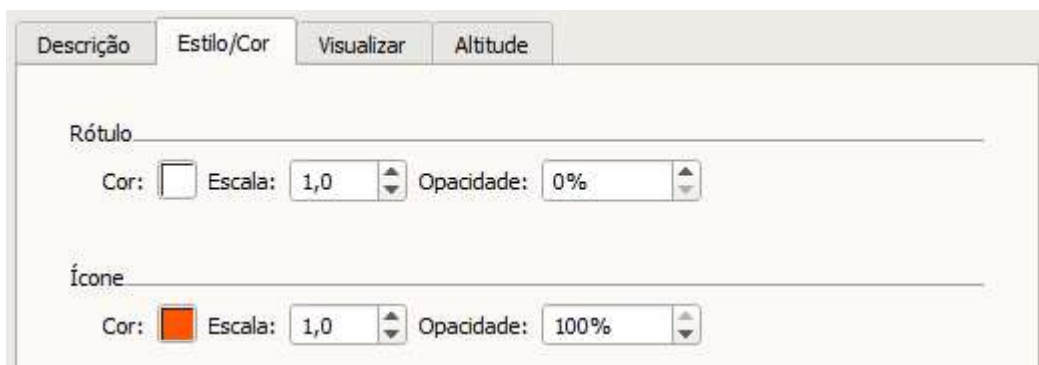 Descrição Estilo/Cor Visualizar Altitude
Rótulo
Cor: Escala: 1,0 Opacidade: 0%
Ícone
Cor: Escala: 1,0 Opacidade: 100%